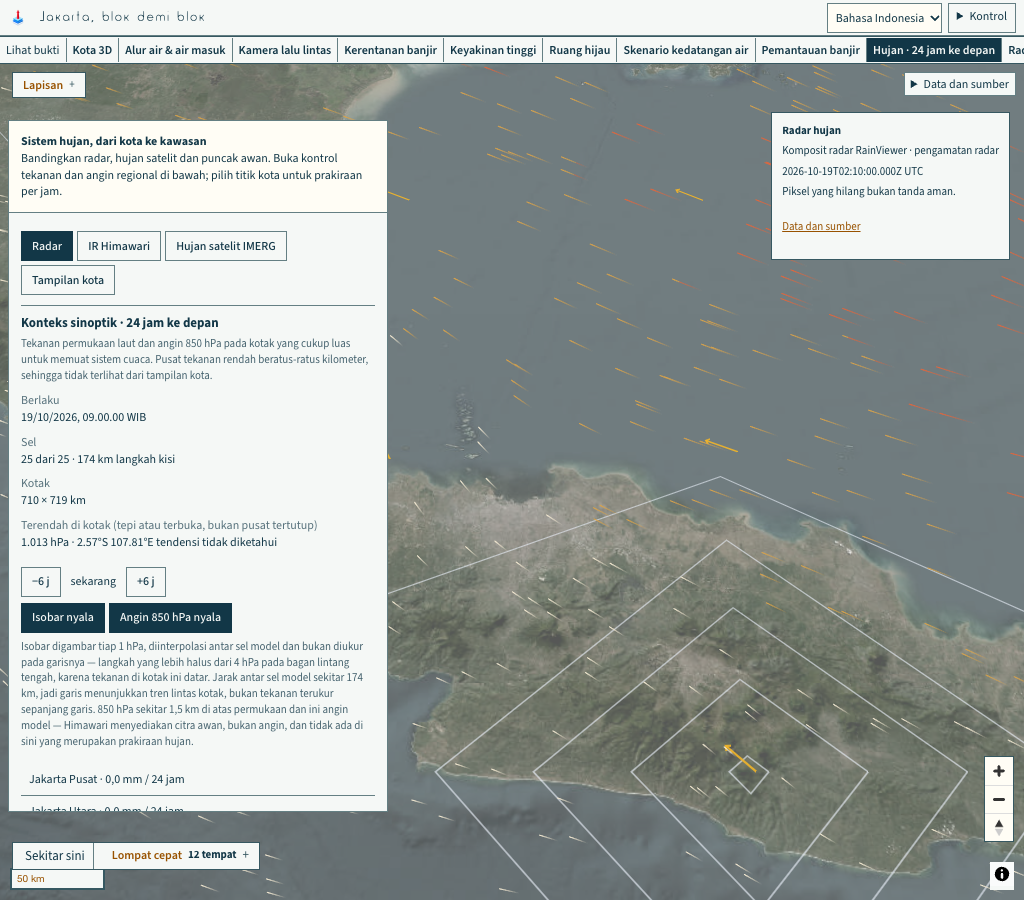 Jakarta, blok demi blok
Bahasa Indonesia
Kontrol
Lihat bukti
Kota 3D
Alur air & air masuk
Kamera lalu lintas
Kerentanan banjir
Keyakinan tinggi
Ruang hijau
Skenario kedatangan air
Pemantauan banjir
Hujan · 24 jam ke depan
Lapisan +
Data dan sumber
Sistem hujan, dari kota ke kawasan
Bandingkan radar, hujan satelit dan puncak awan. Buka kontrol
tekanan dan angin regional di bawah; pilih titik kota untuk prakiraan
per jam.
Radar
IR Himawari
Hujan satelit IMERG
Tampilan kota
Konteks sinoptik · 24 jam ke depan
Tekanan permukaan laut dan angin 850 hPa pada kotak yang cukup luas
untuk memuat sistem cuaca. Pusat tekanan rendah beratus-ratus kilometer,
sehingga tidak terlihat dari tampilan kota.
Berlaku
19/10/2026, 09.00.00 WIB
Sel
25 dari 25 · 174 km langkah kisi
Kotak
710 × 719 km
Terendah di kotak (tepi atau terbuka, bukan pusat tertutup)
1.013 hPa · 2.57°S 107.81°E tendensi tidak diketahui
−6 j
sekarang
+6 j
Isobar nyala
Angin 850 hPa nyala
Isobar digambar tiap 1 hPa, diinterpolasi antar sel model dan bukan diukur
pada garisnya — langkah yang lebih halus dari 4 hPa pada bagan lintang
tengah, karena tekanan di kotak ini datar. Jarak antar sel model sekitar 174
km, jadi garis menunjukkan tren lintas kotak, bukan tekanan terukur
sepanjang garis. 850 hPa sekitar 1,5 km di atas permukaan dan ini angin
model — Himawari menyediakan citra awan, bukan angin, dan tidak ada di
sini yang merupakan prakiraan hujan.
Jakarta Pusat · 0,0 mm / 24 jam
Jakarta Utara · 0,0 mm / 24 jam
Radar hujan
Komposit radar RainViewer · pengamatan radar
2026-10-19T02:10:00.000Z UTC
Piksel yang hilang bukan tanda aman.
Data dan sumber
Sekitar sini
Lompat cepat 12 tempat +
50 km